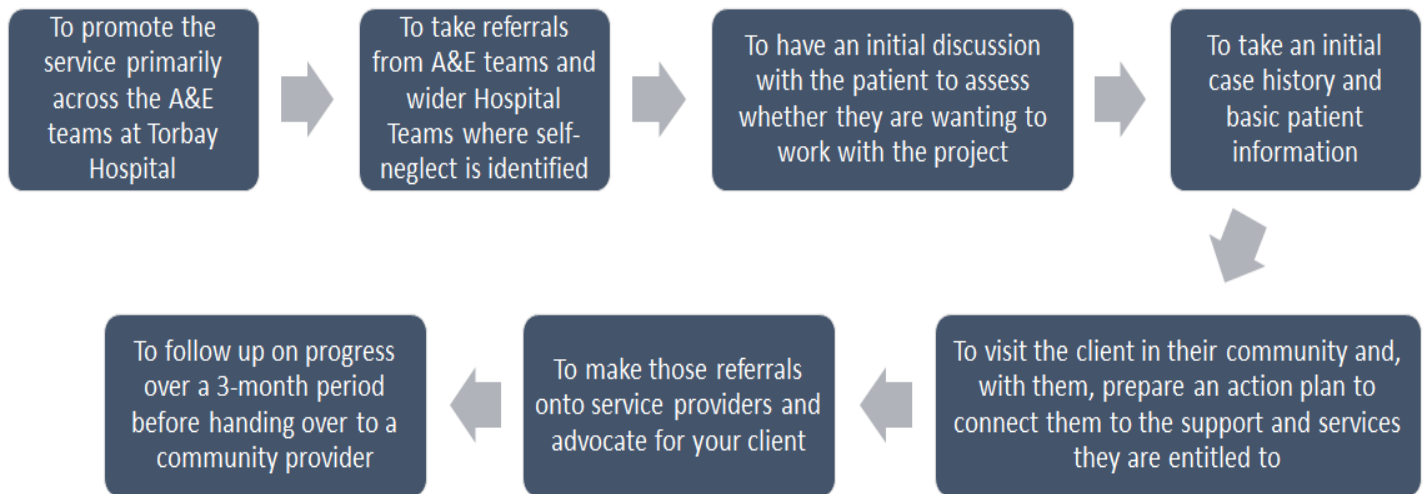 To promote the
service primarily
across the A&E
teams at Torbay
Hospital
To take referrals
from A&E teams and
wider Hospital
Teams where self-
neglect is identified
To have an initial discussion
with the patient to assess
whether they are wanting to
work with the project
To take an initial
case history and
basic patient
information
To visit the client in their community and,
with them, prepare an action plan to
connect them to the support and services
they are entitled to
To make those referrals
onto service providers and
advocate for your client
To follow up on progress
over a 3-month period
before handing over to a
community provider